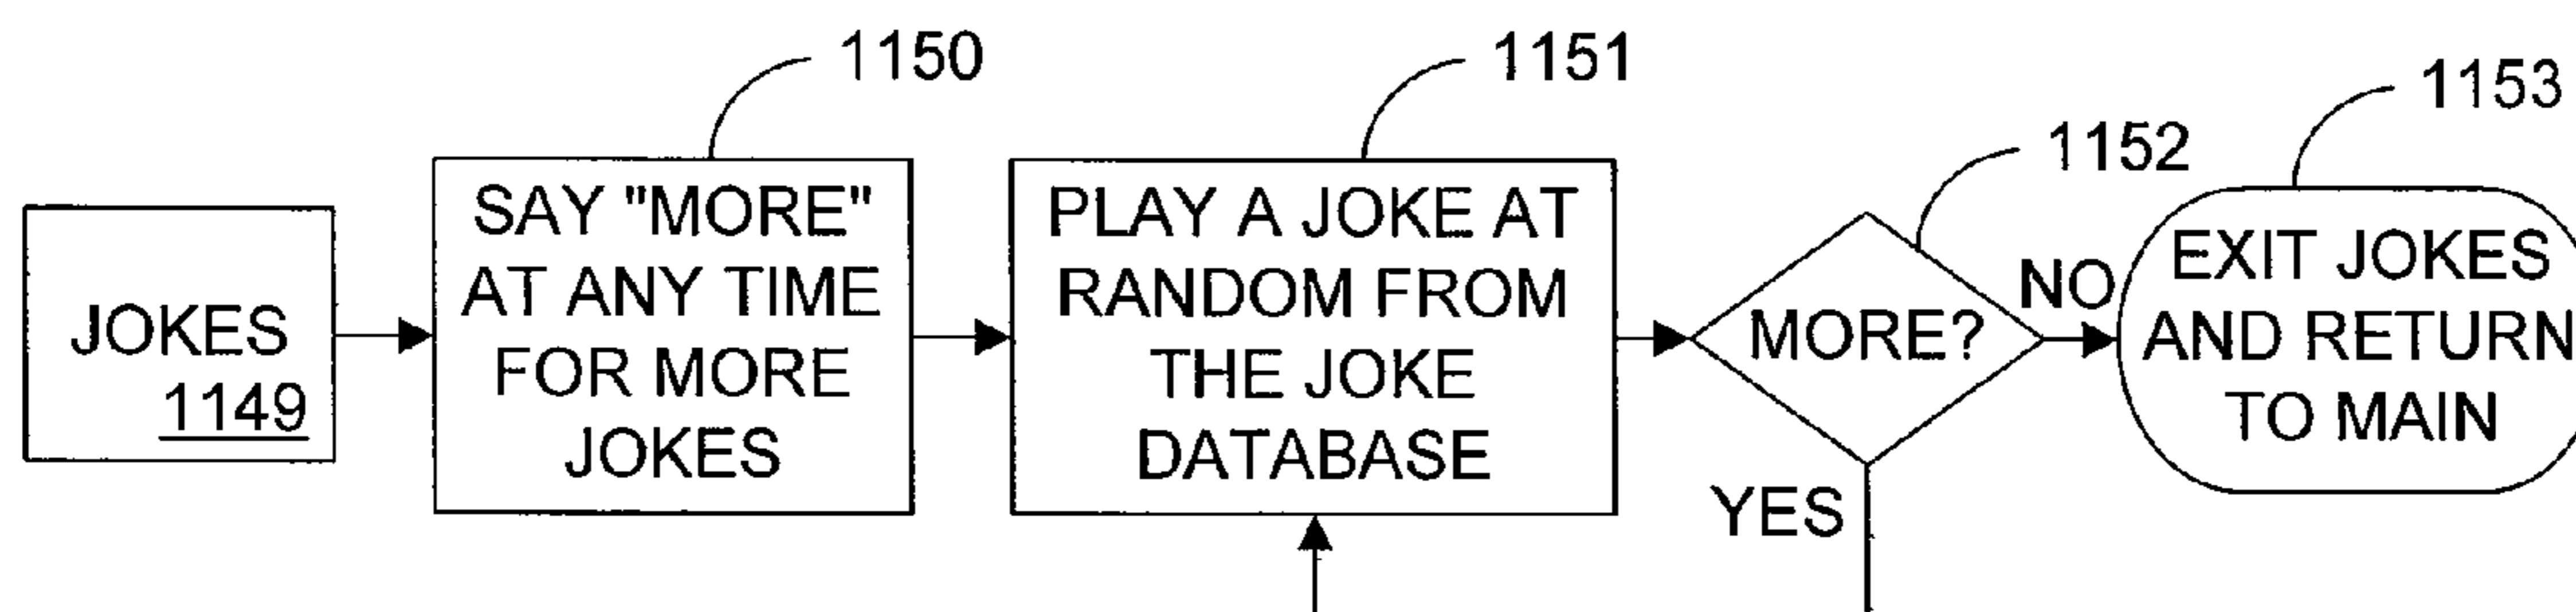 1150
1151
1152
1153
JOKES
1149
SAY "MORE"
AT ANY TIME
FOR MORE
JOKES
PLAY A JOKE AT
RANDOM FROM
THE JOKE
DATABASE
MORE?
NO
YES
EXIT JOKES
AND RETURN
TO MAIN